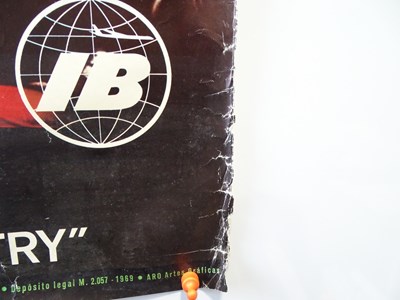 IB
TRY”
• Depósito legal M. 2.057 - 1969 • ARO Artes Gráficas